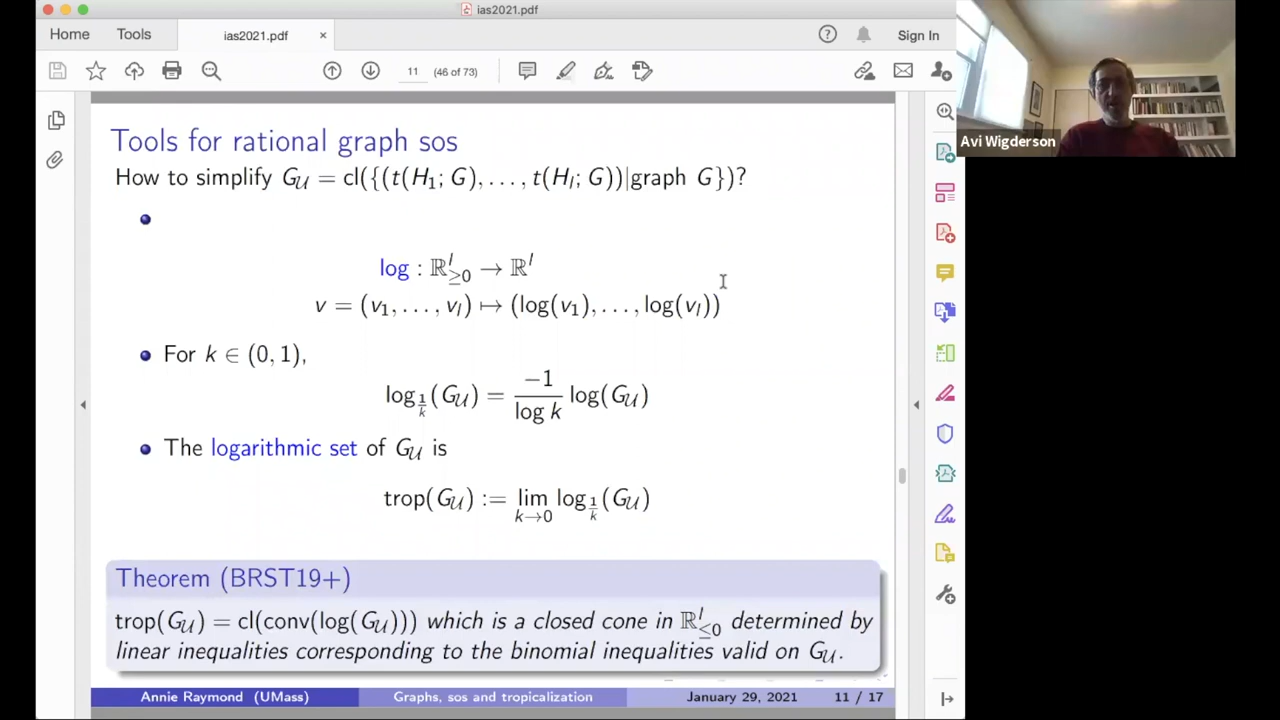 ias2021.pdf
Home Tools ias2021.pdf × Sign In
11 (46 of 73)
Avi Wigderson
Tools for rational graph sos
How to simplify G_𝒰 = cl({(t(H₁; G), . . . , t(H_l; G))|graph G})?
log : ℝ^l_≥0 → ℝ^l
v = (v₁, . . . , v_l) ↦ (log(v₁), . . . , log(v_l))
For k ∈ (0, 1),
log_{1/k}(G_𝒰) = −1/log k log(G_𝒰)
The logarithmic set of G_𝒰 is
trop(G_𝒰) := lim_{k→0} log_{1/k}(G_𝒰)
Theorem (BRST19+)
trop(G_𝒰) = cl(conv(log(G_𝒰))) which is a closed cone in ℝ^l_≤0 determined by
linear inequalities corresponding to the binomial inequalities valid on G_𝒰.
Annie Raymond (UMass) Graphs, sos and tropicalization January 29, 2021 11 / 17